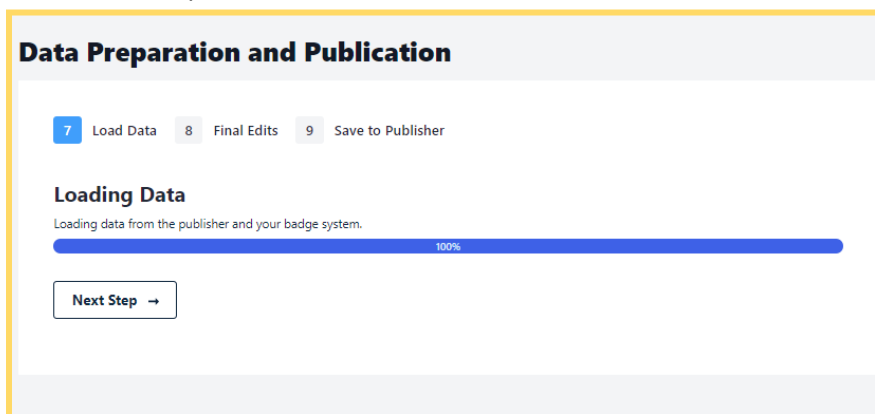 Data Preparation and Publication
7 Load Data 8 Final Edits 9 Save to Publisher
Loading Data
Loading data from the publisher and your badge system.
100%
Next Step →